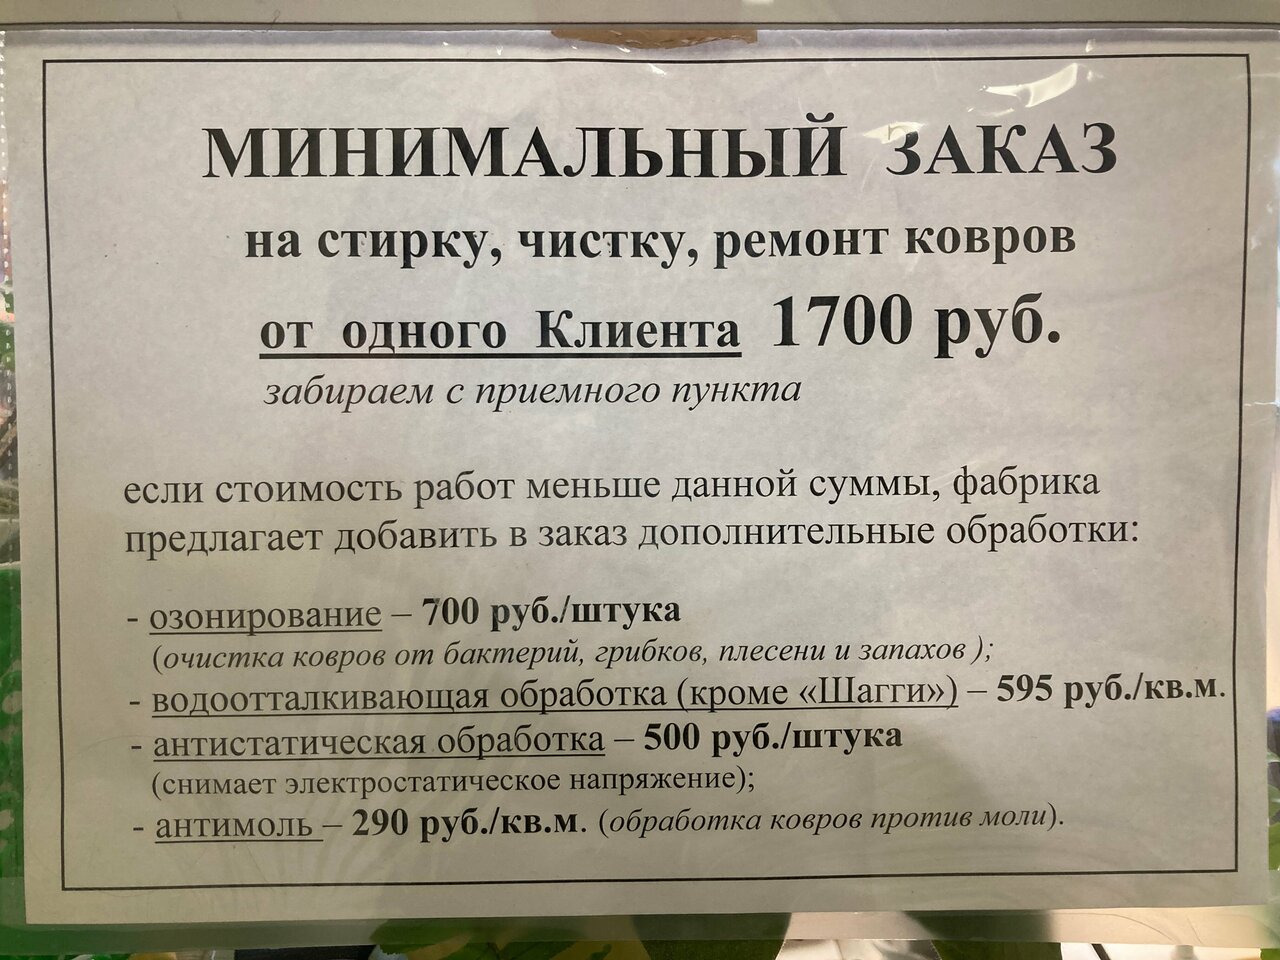 МИНИМАЛЬНЫЙ ЗАКАЗ
на стирку, чистку, ремонт ковров
от одного Клиента 1700 руб.
забираем с приемного пункта
если стоимость работ меньше данной суммы, фабрика
предлагает добавить в заказ дополнительные обработки:
- озонирование – 700 руб./штука
(очистка ковров от бактерий, грибков, плесени и запахов );
- водоотталкивающая обработка (кроме «Шагги») – 595 руб./кв.м.
- антистатическая обработка – 500 руб./штука
(снимает электростатическое напряжение);
- антимоль – 290 руб./кв.м. (обработка ковров против моли).